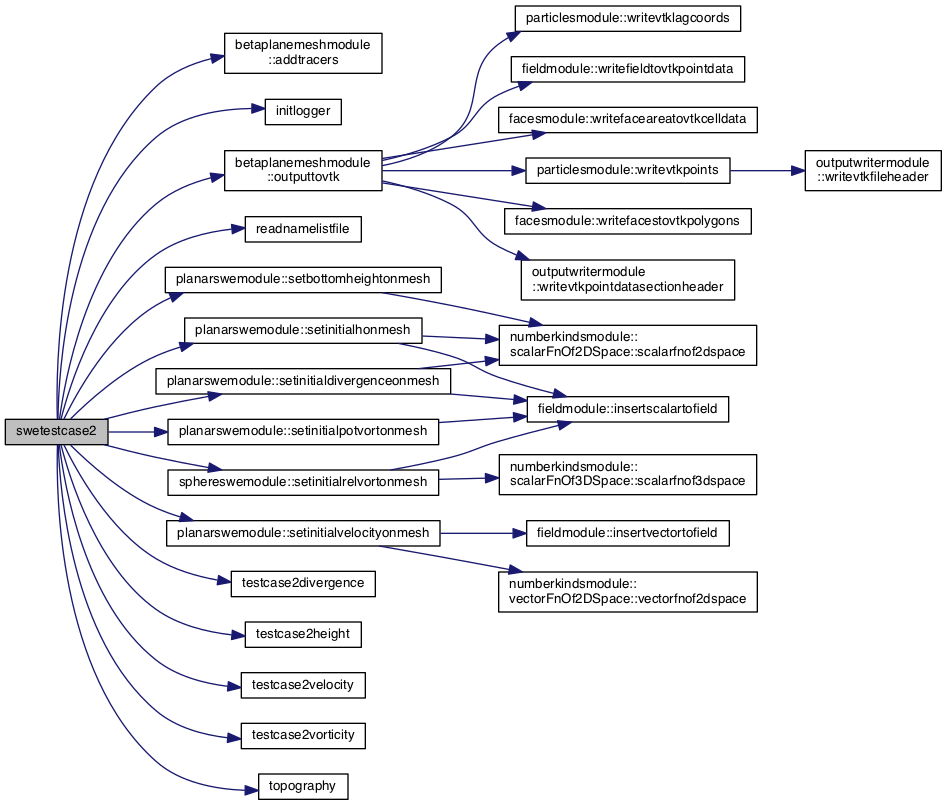 swetestcase2
betaplanemeshmodule
::addtracers
initlogger
betaplanemeshmodule
::outputtovtk
readnamelistfile
planarswemodule::setbottomheightonmesh
planarswemodule::setinitialhonmesh
planarswemodule::setinitialdivergenceonmesh
planarswemodule::setinitialpotvortonmesh
sphereswemodule::setinitialrelvortonmesh
planarswemodule::setinitialvelocityonmesh
testcase2divergence
testcase2height
testcase2velocity
testcase2vorticity
topography
particlesmodule::writevtklagcoords
fieldmodule::writefieldtovtkpointdata
facesmodule::writefaceareatovtkcelldata
particlesmodule::writevtkpoints
facesmodule::writefacestovtkpolygons
outputwritermodule
::writevtkpointdatasectionheader
numberkindsmodule::
scalarFnOf2DSpace::scalarfnof2dspace
fieldmodule::insertscalartofield
numberkindsmodule::
scalarFnOf3DSpace::scalarfnof3dspace
fieldmodule::insertvectortofield
numberkindsmodule::
vectorFnOf2DSpace::vectorfnof2dspace
outputwritermodule
::writevtkfileheader